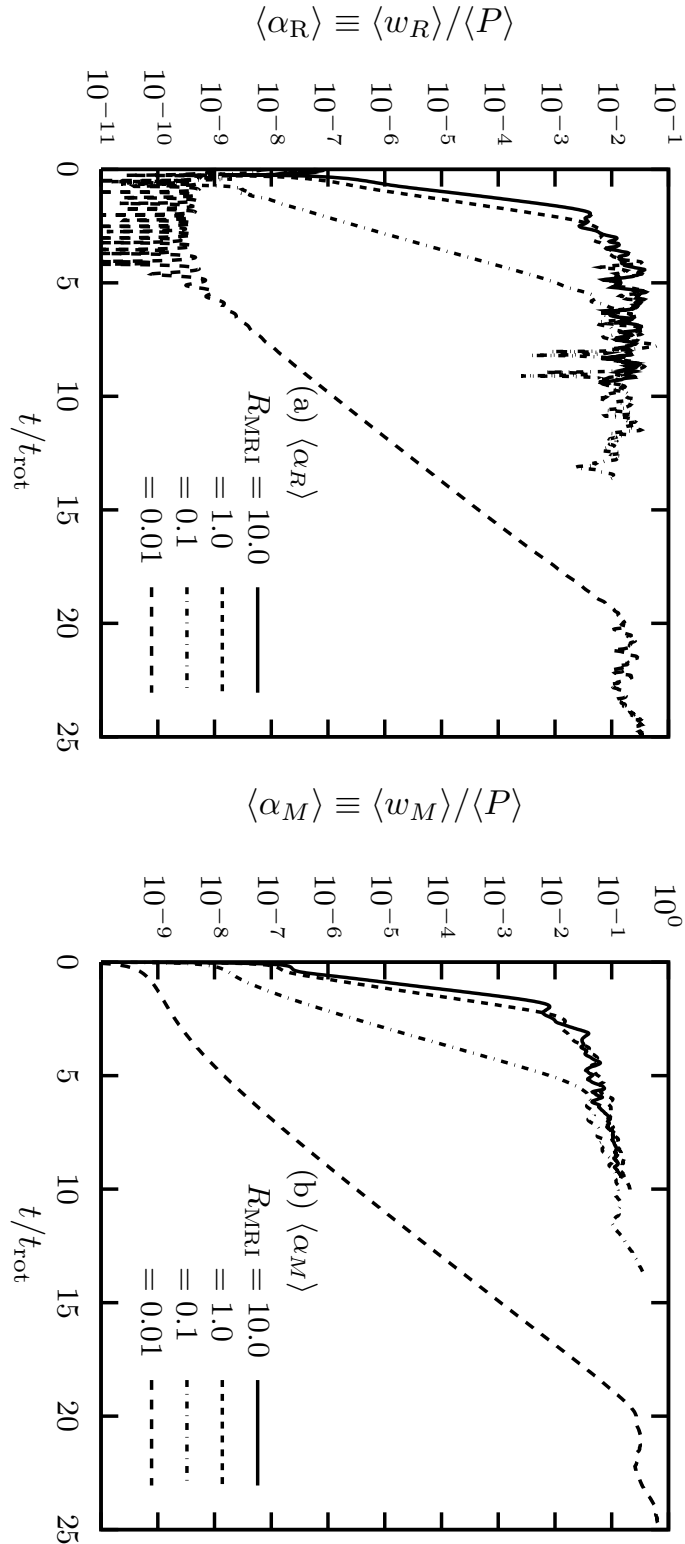 ⟨α_R⟩ ≡ ⟨w_R⟩/⟨P⟩
10⁻¹
10⁻²
10⁻³
10⁻⁴
10⁻⁵
10⁻⁶
10⁻⁷
10⁻⁸
10⁻⁹
10⁻¹⁰
10⁻¹¹
0 5 10 15 20 25
t/t_rot
(a) ⟨α_R⟩
R_MRI = 10.0
= 1.0
= 0.1
= 0.01
⟨α_M⟩ ≡ ⟨w_M⟩/⟨P⟩
10⁰
10⁻¹
10⁻²
10⁻³
10⁻⁴
10⁻⁵
10⁻⁶
10⁻⁷
10⁻⁸
10⁻⁹
0 5 10 15 20 25
t/t_rot
(b) ⟨α_M⟩
R_MRI = 10.0
= 1.0
= 0.1
= 0.01